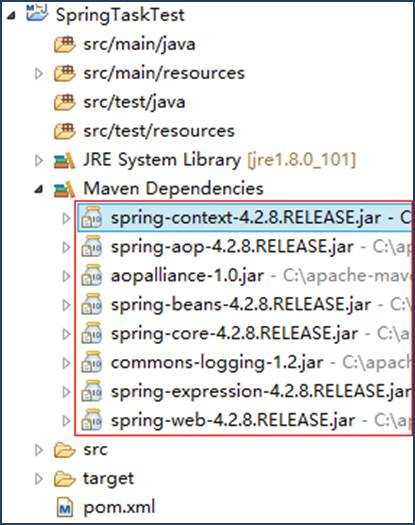 SpringTaskTest
src/main/java
src/main/resources
src/test/java
src/test/resources
JRE System Library [jre1.8.0_101]
Maven Dependencies
spring-context-4.2.8.RELEASE.jar - C
spring-aop-4.2.8.RELEASE.jar - C:\
aopalliance-1.0.jar - C:\apache-mave
spring-beans-4.2.8.RELEASE.jar - C:\
spring-core-4.2.8.RELEASE.jar - C:\a
commons-logging-1.2.jar - C:\apach
spring-expression-4.2.8.RELEASE.jar
spring-web-4.2.8.RELEASE.jar - C:\a
src
target
pom.xml